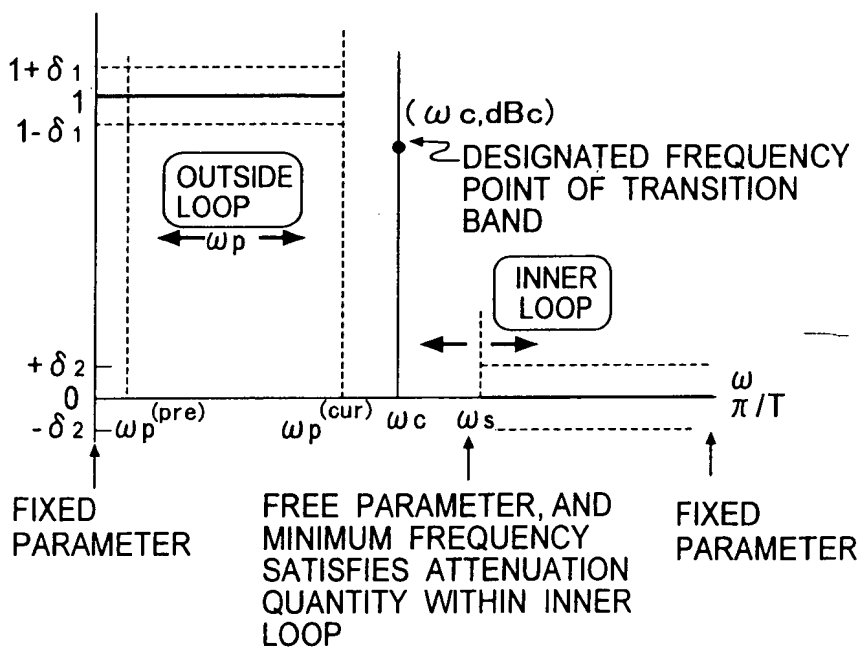 1+δ1
1
1-δ1
(ωc,dBc)
DESIGNATED FREQUENCY
POINT OF TRANSITION
BAND
OUTSIDE
LOOP
ωp
INNER
LOOP
+δ2
0
-δ2
ωp(pre)
ωp(cur)
ωc
ωs
ω
π/T
FIXED
PARAMETER
FREE PARAMETER, AND
MINIMUM FREQUENCY
SATISFIES ATTENUATION
QUANTITY WITHIN INNER
LOOP
FIXED
PARAMETER